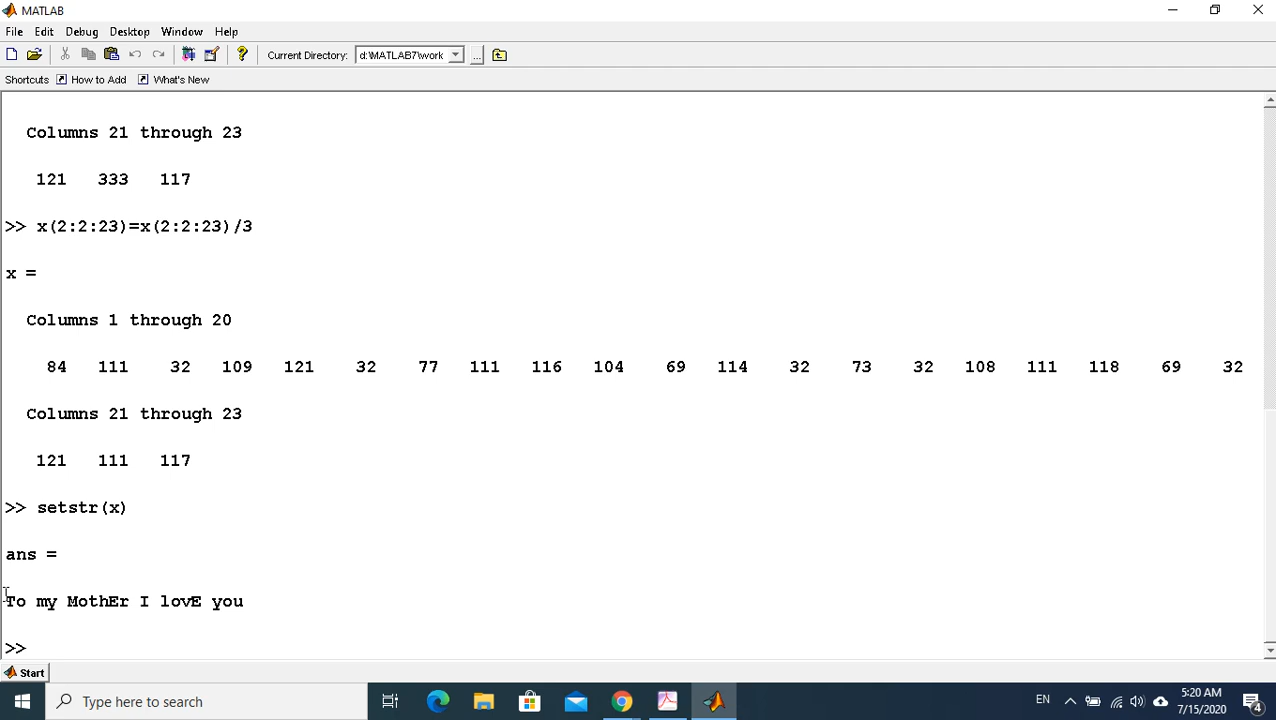 MATLAB
File Edit Debug Desktop Window Help
Current Directory: d:\MATLAB7\work ...
Shortcuts How to Add What's New
Columns 21 through 23
121 333 117
>> x(2:2:23)=x(2:2:23)/3
x =
Columns 1 through 20
84 111 32 109 121 32 77 111 116 104 69 114 32 73 32 108 111 118 69 32
Columns 21 through 23
121 111 117
>> setstr(x)
ans =
To my MothEr I lovE you
>>
Start
Type here to search
EN
5:20 AM
7/15/2020
4